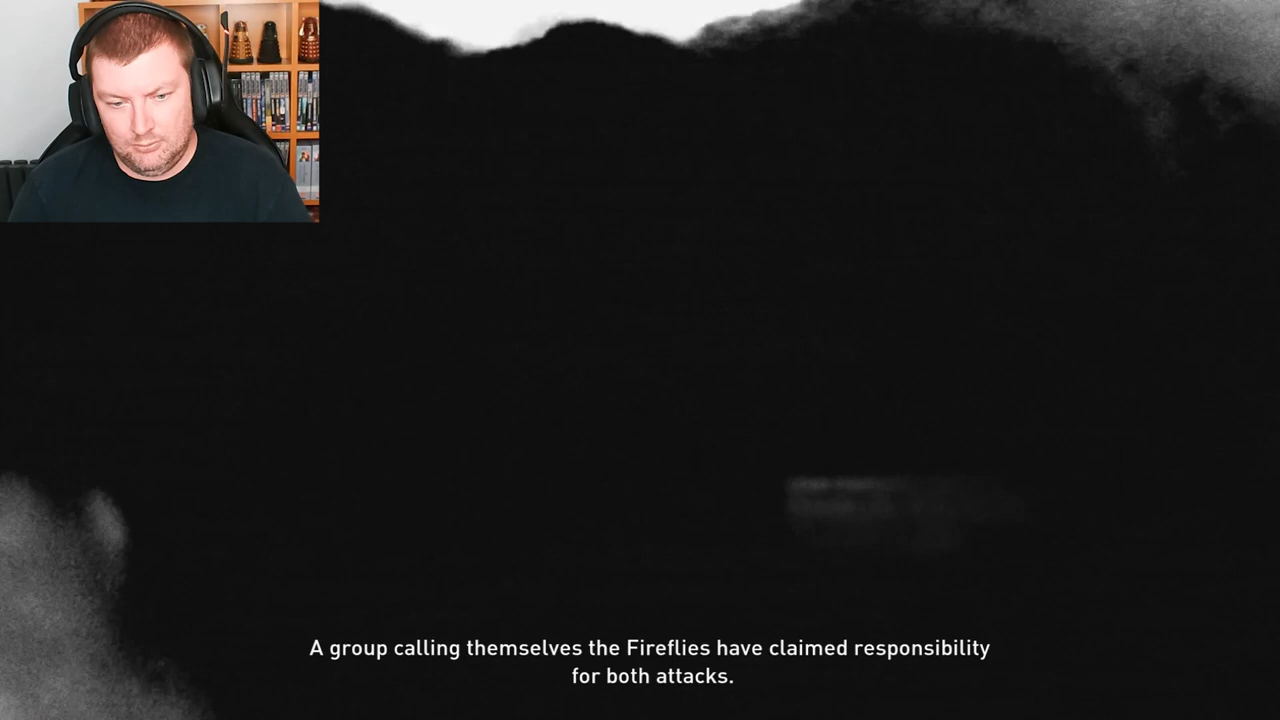 A group calling themselves the Fireflies have claimed responsibility
for both attacks.